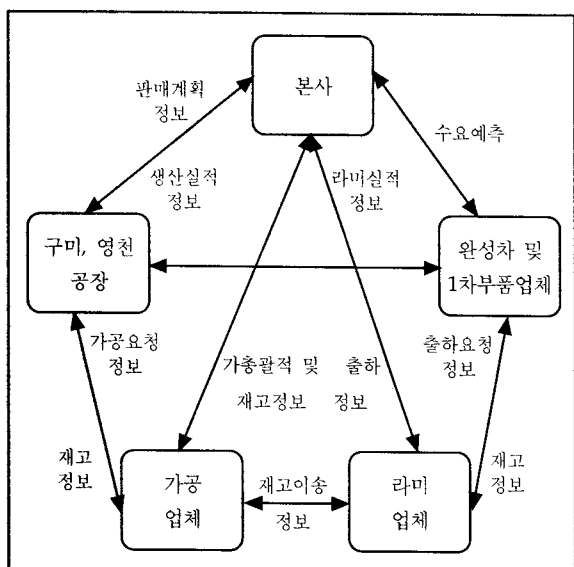 본사
판매계획
정보
수요예측
생산실적
정보
라미실적
정보
구미, 영천
공장
완성차 및
1차부품업체
가공요청
정보
가총괄적 및 출하
재고정보 정보
출하요청
정보
재고
정보
가공
업체
재고이송
정보
라미
업체
재고
정보